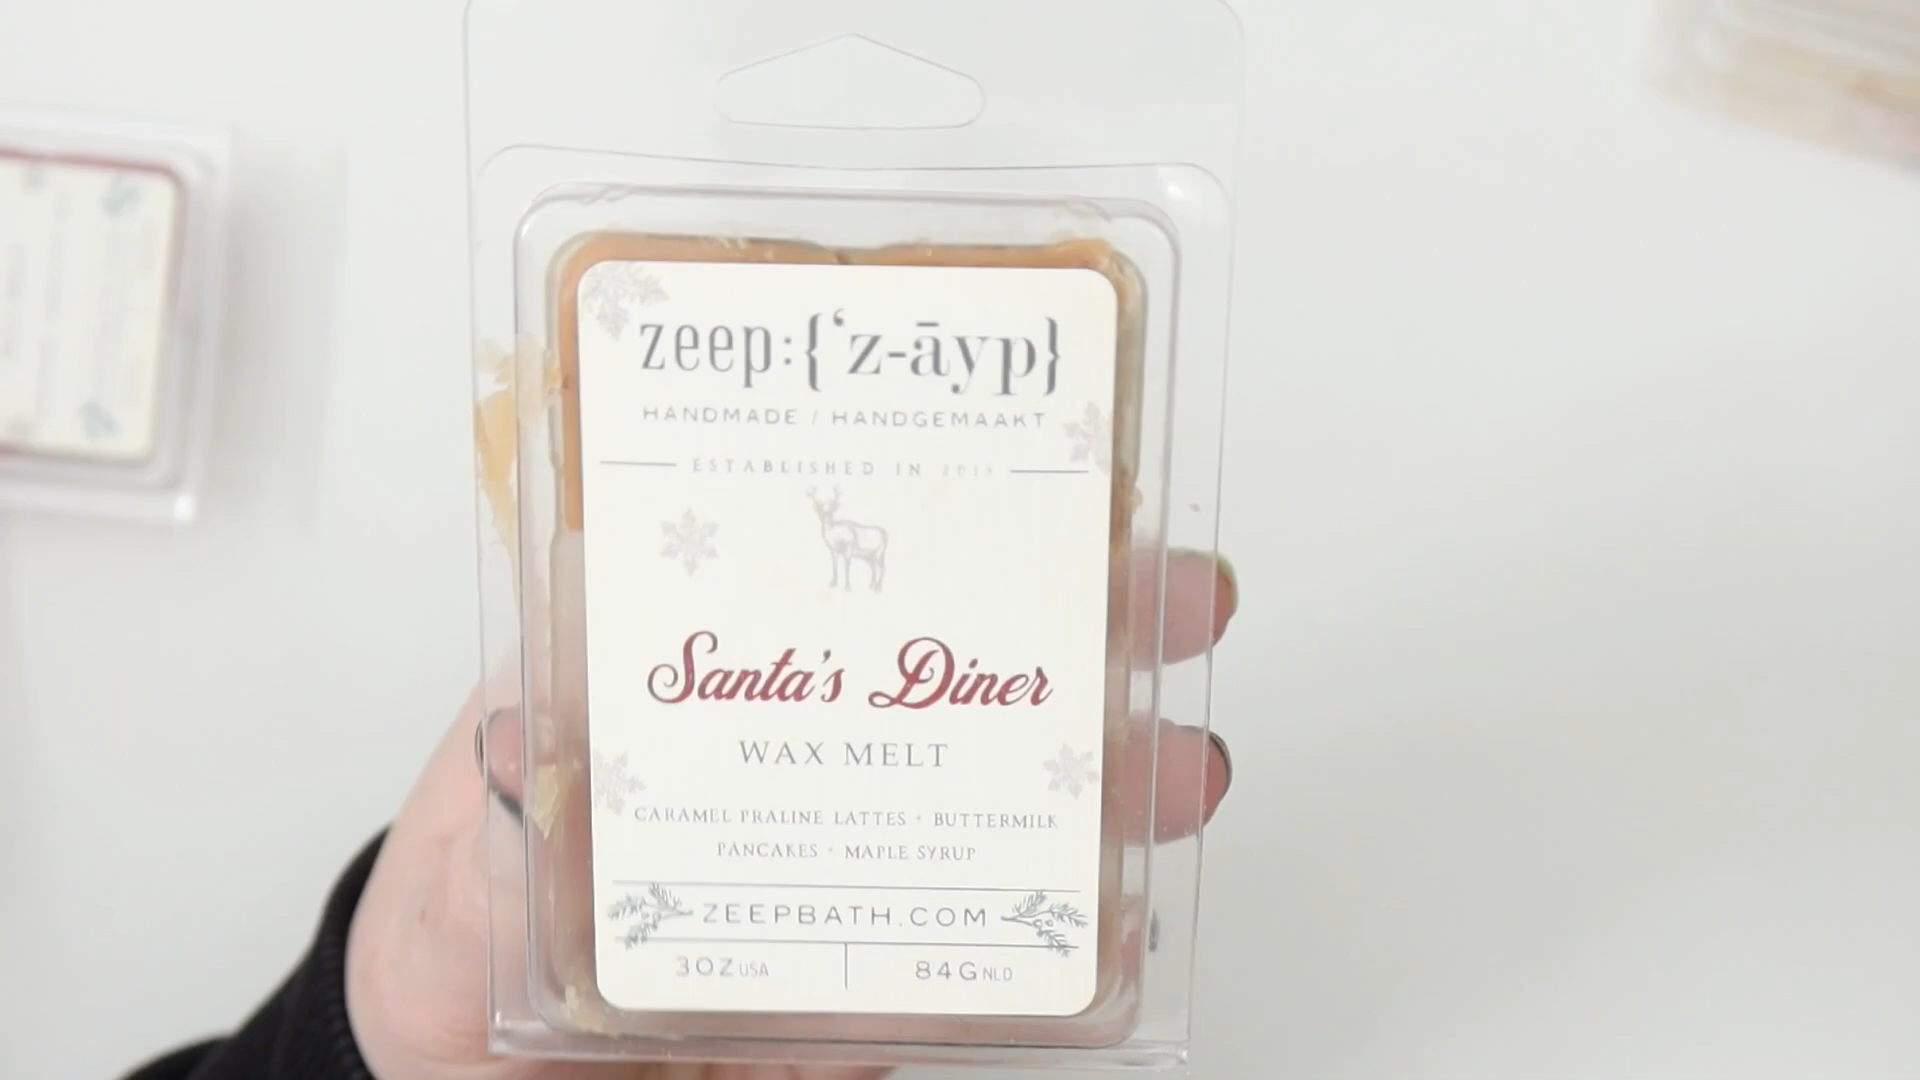 zeep:{‘z-āyp}
HANDMADE / HANDGEMAAKT
ESTABLISHED IN
Santa's Diner
WAX MELT
CARAMEL PRALINE LATTES • BUTTERMILK
PANCAKES • MAPLE SYRUP
ZEEPBATH.COM
3OZ USA
84G NLD